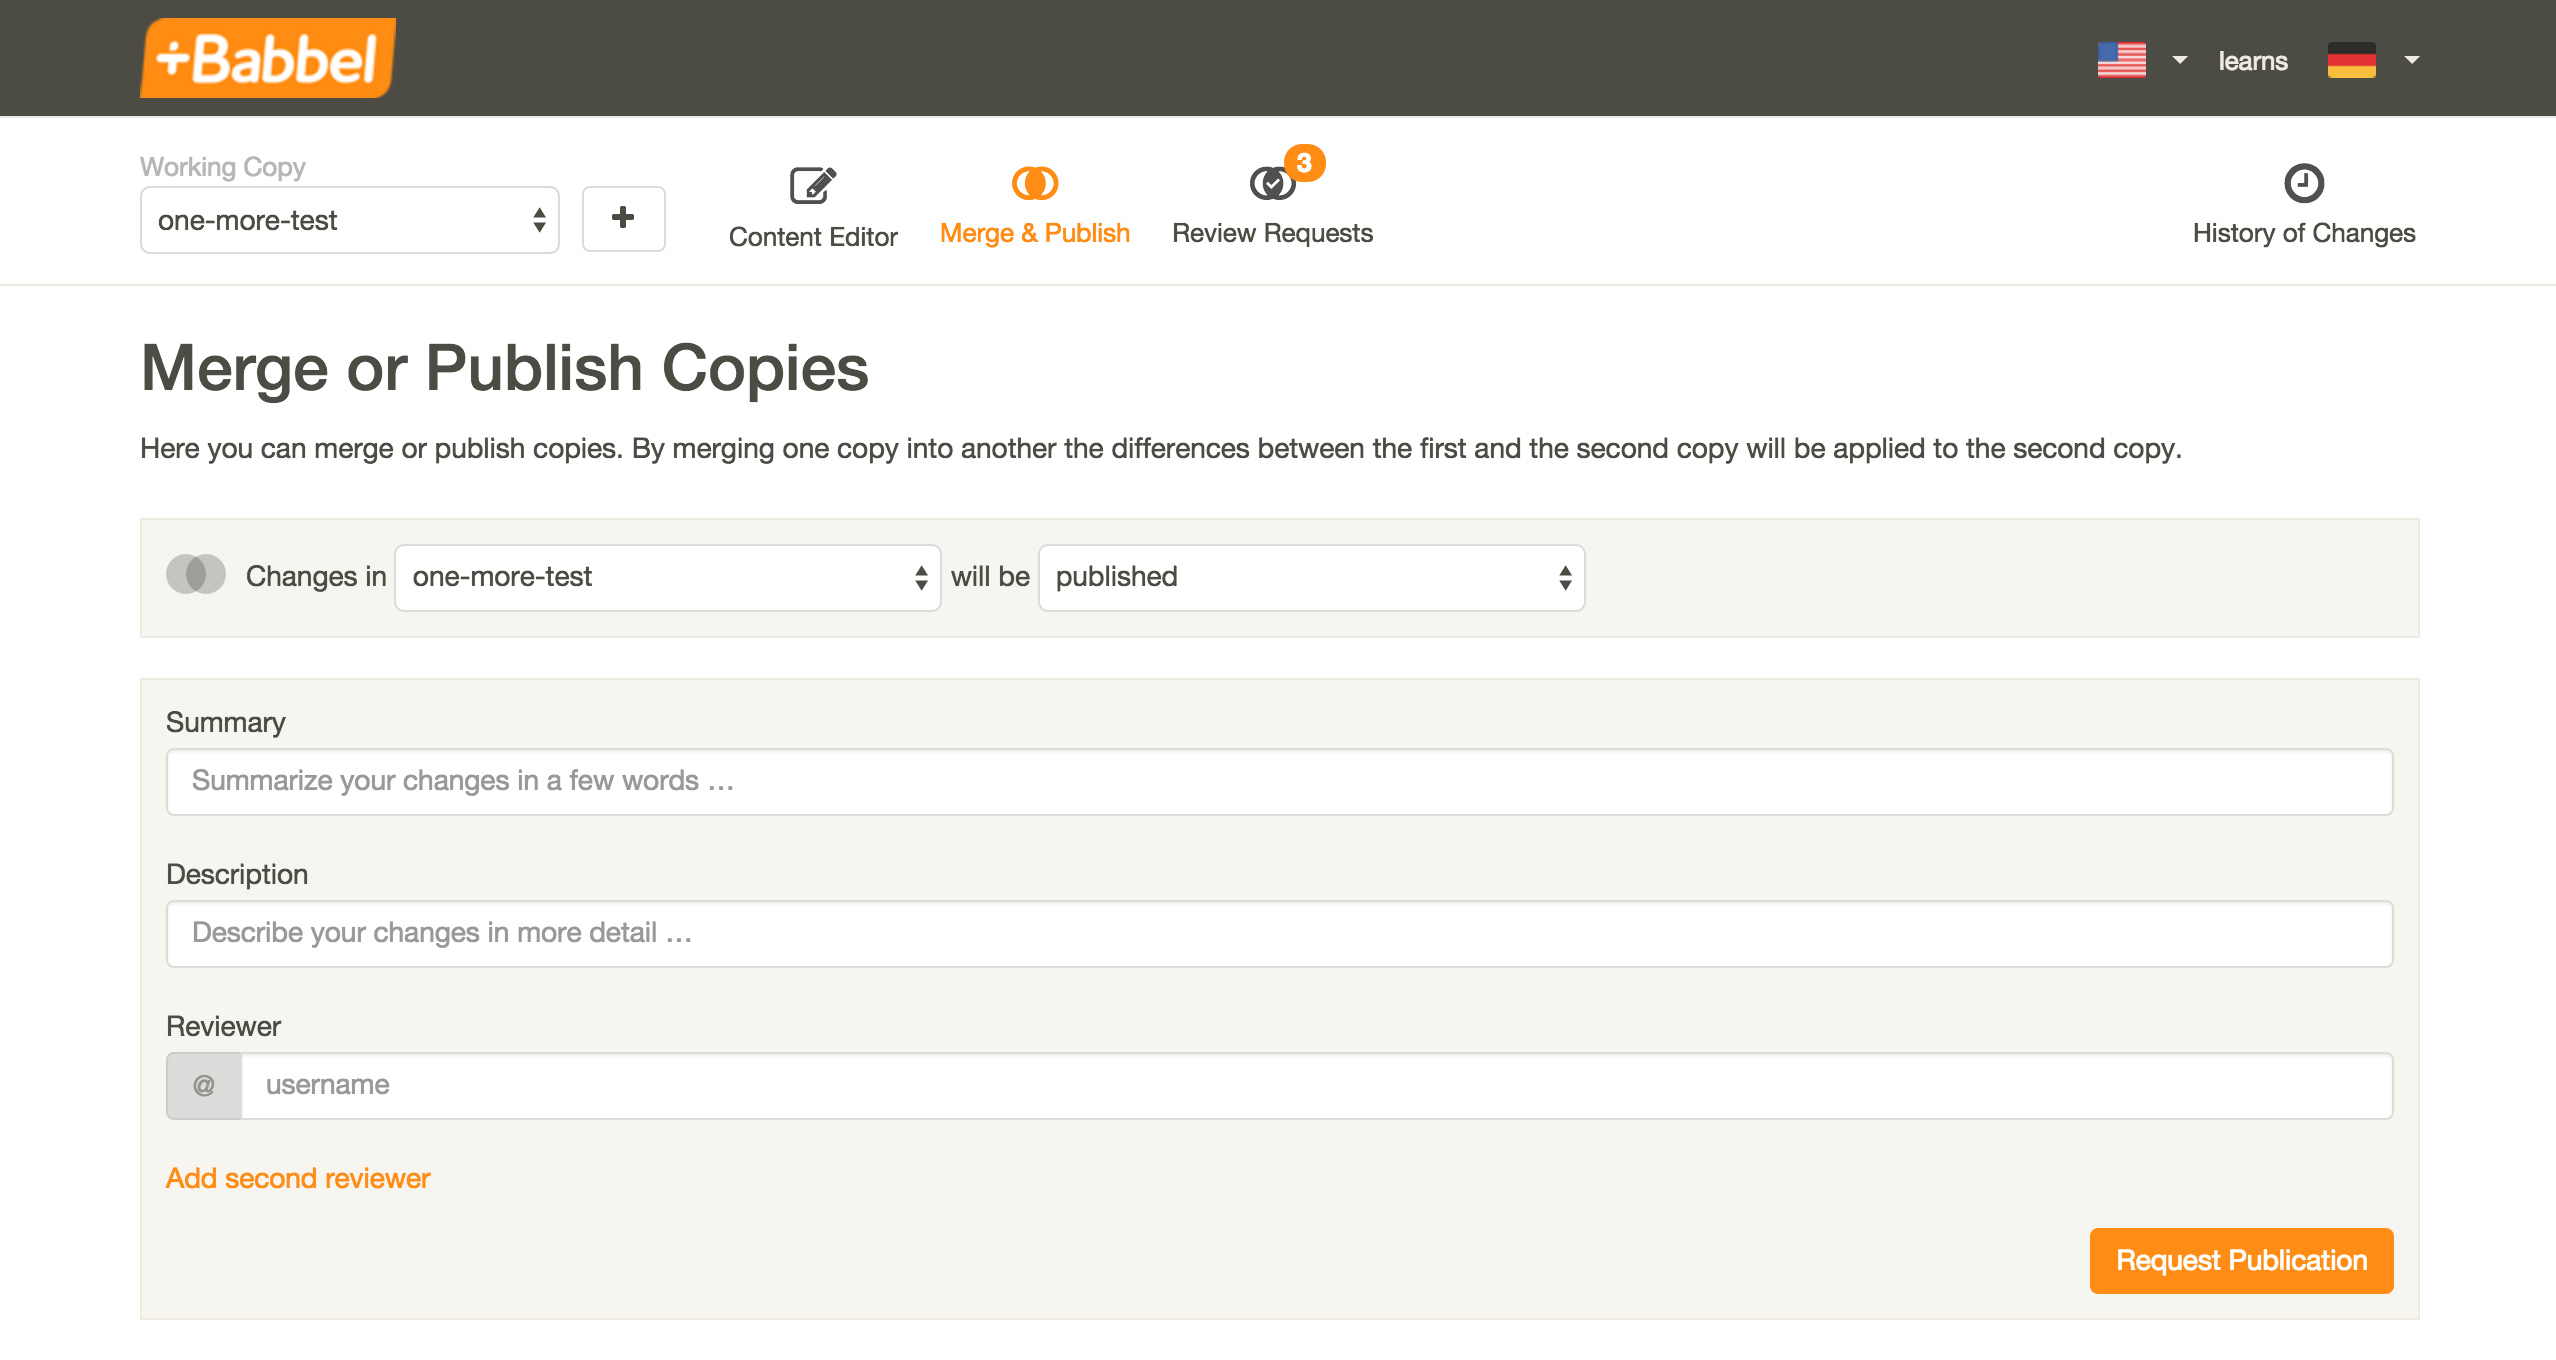 +Babbel
learns
Working Copy
one-more-test
+
Content Editor
Merge & Publish
3
Review Requests
History of Changes
Merge or Publish Copies
Here you can merge or publish copies. By merging one copy into another the differences between the first and the second copy will be applied to the second copy.
Changes in one-more-test will be published
Summary
Summarize your changes in a few words …
Description
Describe your changes in more detail …
Reviewer
@ username
Add second reviewer
Request Publication